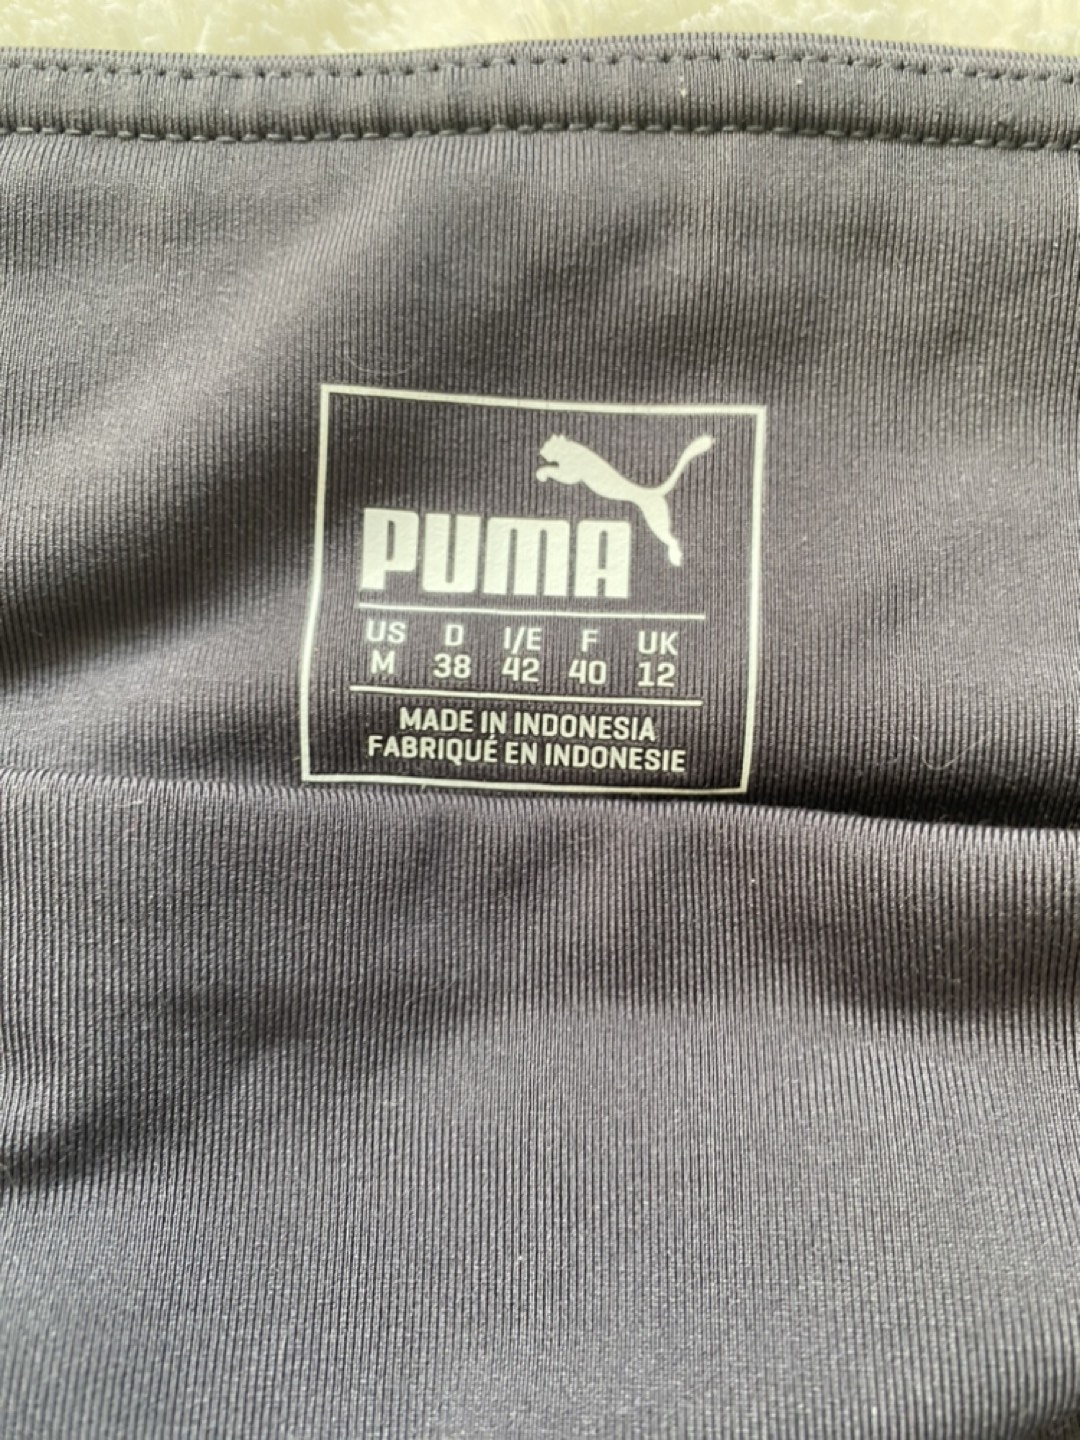 PUMA
US D I/E F UK
M 38 42 40 12
MADE IN INDONESIA
FABRIQUÉ EN INDONESIE